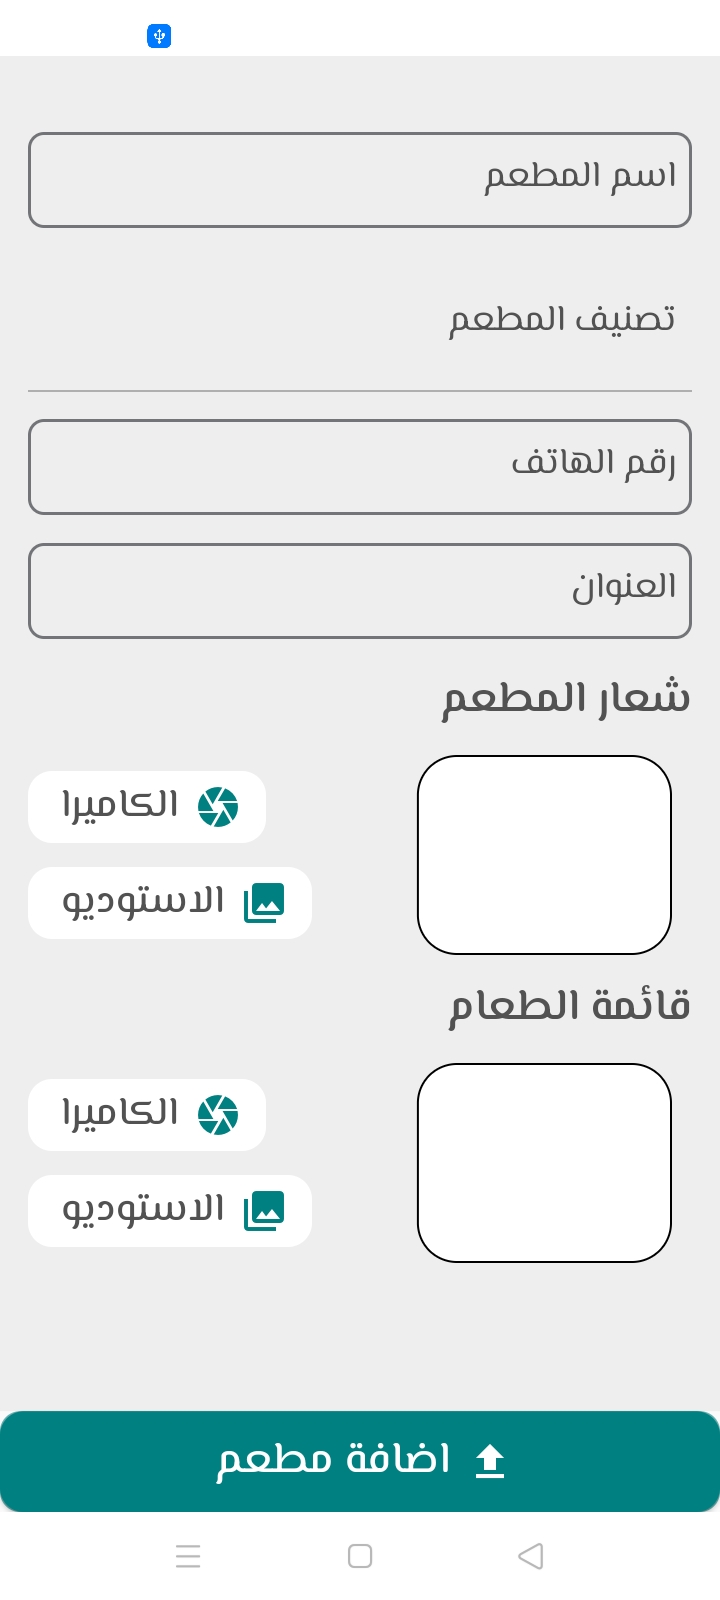 اسم المطعم
تصنيف المطعم
رقم الهاتف
العنوان
شعار المطعم
الكاميرا
الاستوديو
قائمة الطعام
الكاميرا
الاستوديو
اضافة مطعم